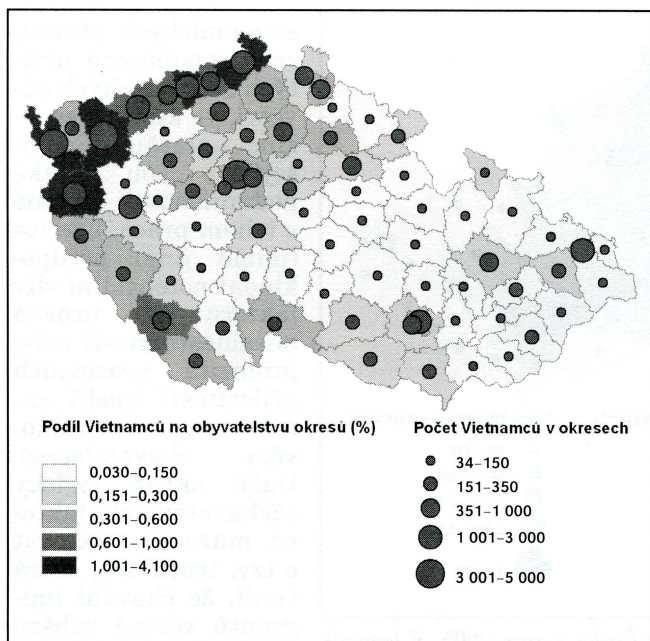 Podíl Vietnamců na obyvatelstvu okresů (%)
0,030–0,150
0,151–0,300
0,301–0,600
0,601–1,000
1,001–4,100
Počet Vietnamců v okresech
34–150
151–350
351–1 000
1 001–3 000
3 001–5 000